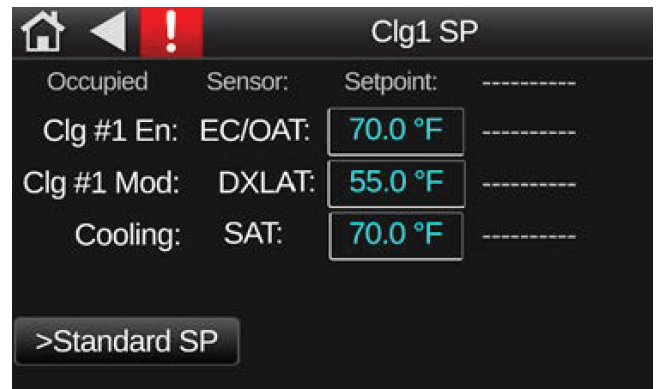 ! Clg1 SP
Occupied Sensor: Setpoint: ----------
Clg #1 En: EC/OAT: 70.0 °F ----------
Clg #1 Mod: DXLAT: 55.0 °F ----------
Cooling: SAT: 70.0 °F ----------
>Standard SP